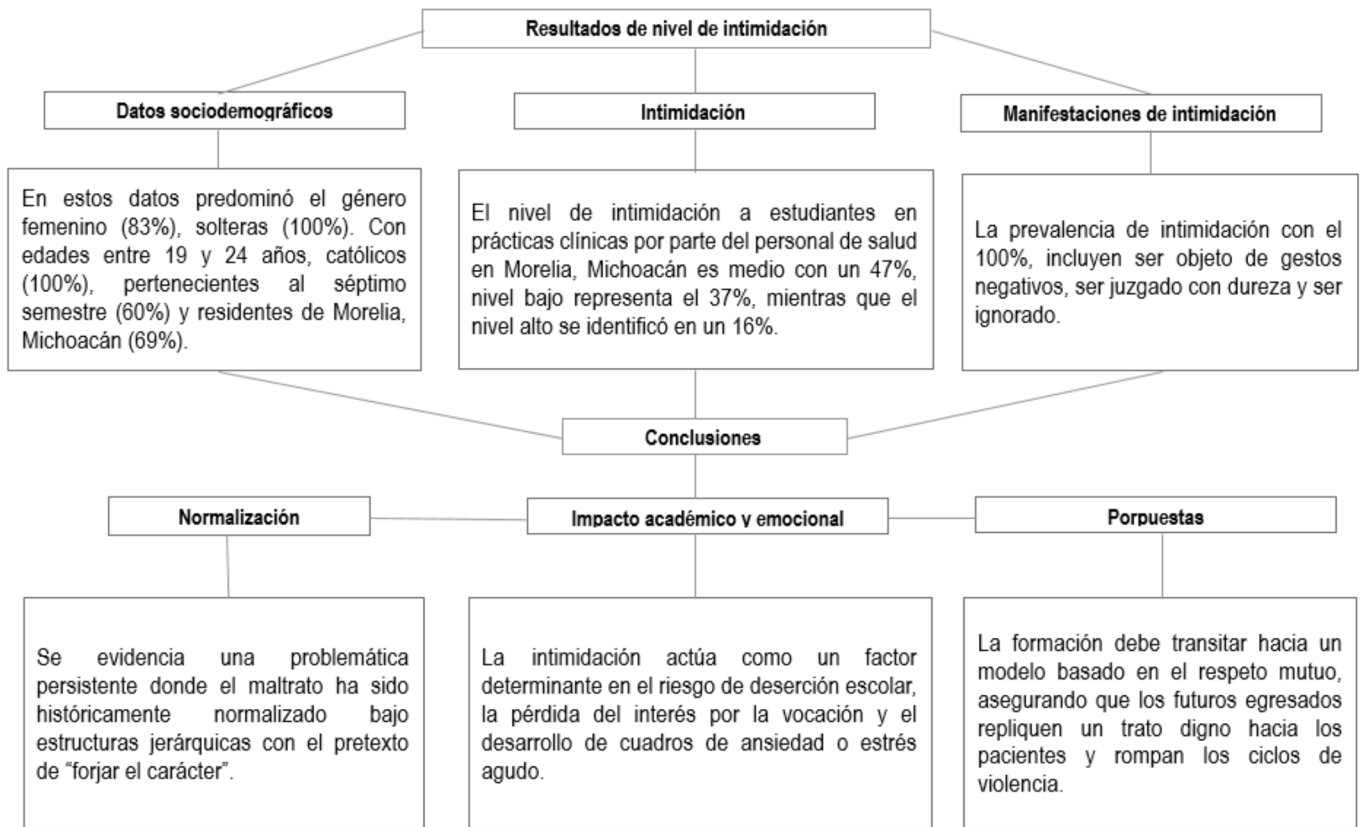 Resultados de nivel de intimidación
Datos sociodemográficos
Intimidación
Manifestaciones de intimidación
En estos datos predominó el género
femenino (83%), solteras (100%). Con
edades entre 19 y 24 años, católicos
(100%), pertenecientes al séptimo
semestre (60%) y residentes de Morelia,
Michoacán (69%).
El nivel de intimidación a estudiantes en
prácticas clínicas por parte del personal de salud
en Morelia, Michoacán es medio con un 47%,
nivel bajo representa el 37%, mientras que el
nivel alto se identificó en un 16%.
La prevalencia de intimidación con el
100%, incluyen ser objeto de gestos
negativos, ser juzgado con dureza y ser
ignorado.
Conclusiones
Normalización
Impacto académico y emocional
Porpuestas
Se evidencia una problemática
persistente donde el maltrato ha sido
históricamente normalizado bajo
estructuras jerárquicas con el pretexto
de “forjar el carácter”.
La intimidación actúa como un factor
determinante en el riesgo de deserción escolar,
la pérdida del interés por la vocación y el
desarrollo de cuadros de ansiedad o estrés
agudo.
La formación debe transitar hacia un
modelo basado en el respeto mutuo,
asegurando que los futuros egresados
repliquen un trato digno hacia los
pacientes y rompan los ciclos de
violencia.